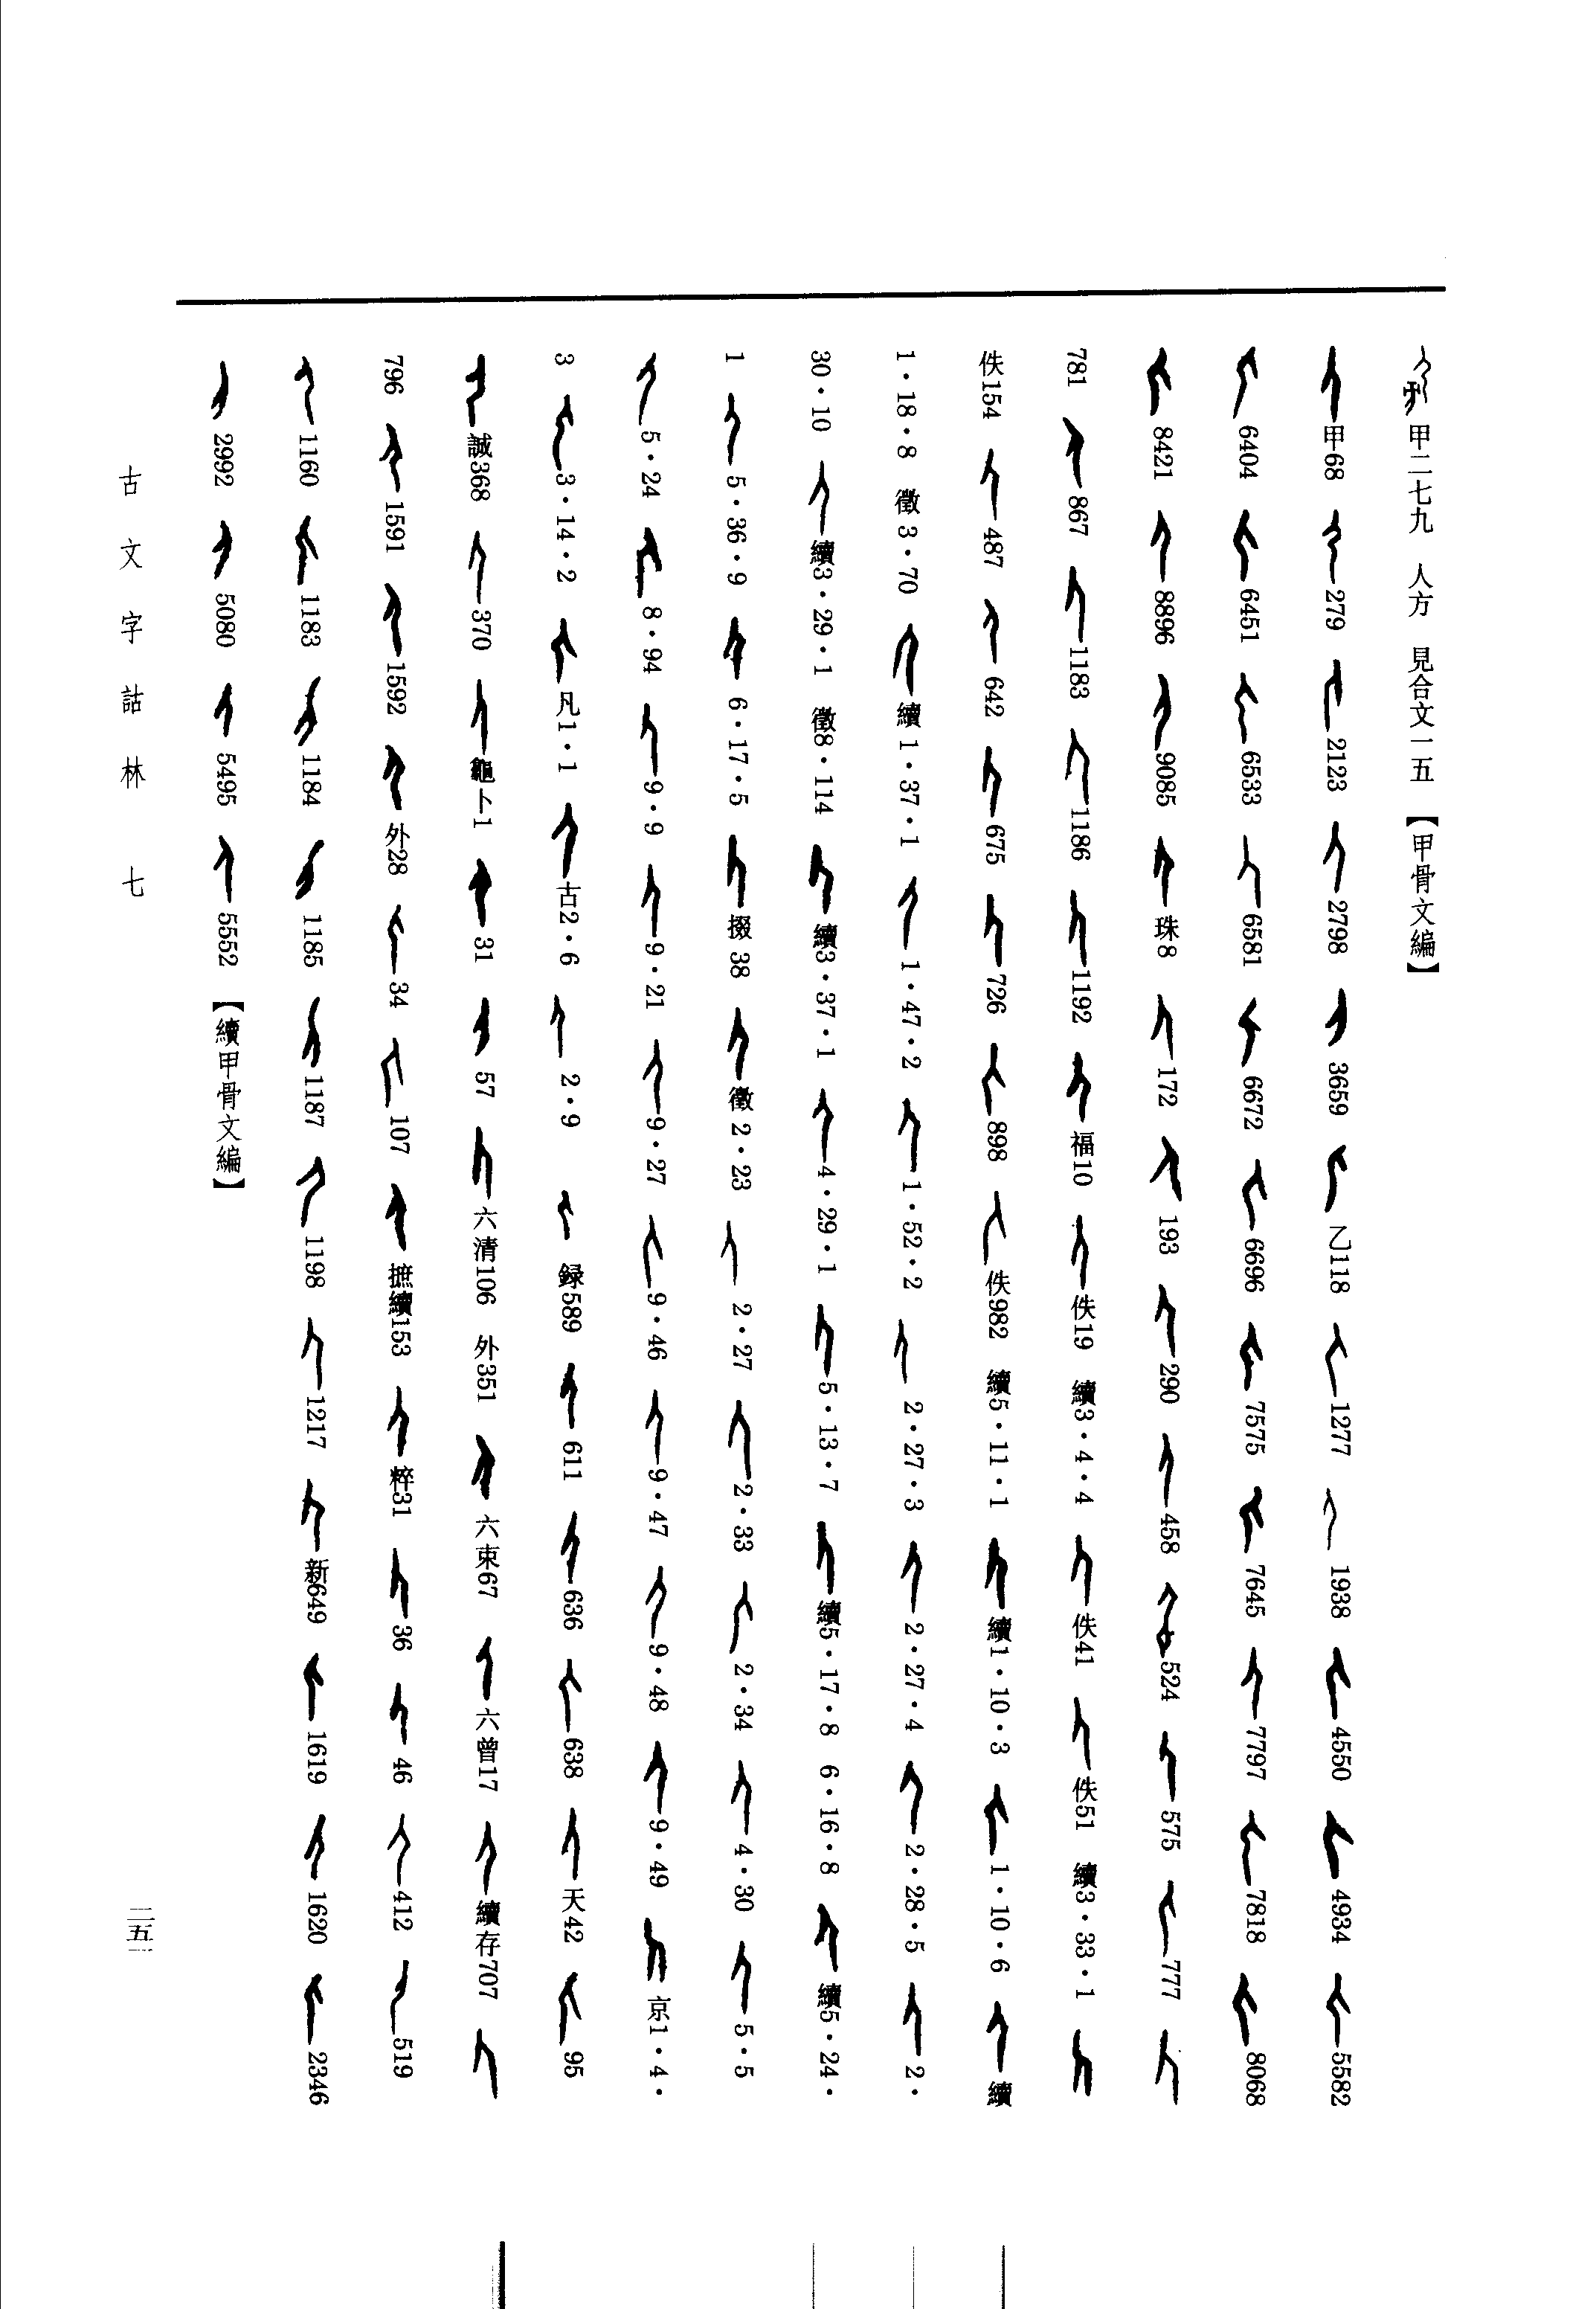 甲二七九 人方 見合文一五 【甲骨文編】
甲68 279 2123 2798 3659 乙118 1277 1938 4550 4934 5582
6404 6451 6533 6581 6672 6696 7575 7645 7797 7818 8068
8421 8896 9085 珠8 172 193 290 458 524 575 777
781 867 1183 1186 1192 福10 佚19 續3・4・4 佚41 佚51 續3・33・1
佚154 487 642 675 726 898 佚982 續5・11・1 續1・10・3 1・10・6 續
1・18・8 徵3・70 續1・37・1 1・47・2 1・52・2 2・27・3 2・27・4 2・28・5 2・
30・10 續3・29・1 徵8・114 續3・37・1 4・29・1 5・13・7 續5・17・8 6・16・8 續5・24・
1 5・36・9 6・17・5 掇38 徵2・23 2・27 2・33 2・34 4・30 5・5
5・24 8・94 9・9 9・21 9・27 9・46 9・47 9・48 9・49 京1・4・
3 3・14・2 凡1・1 古2・6 2・9 録589 611 636 638 天42 95
誠368 370 龜卜1 31 57 六清106 外351 六束67 六曾17 續存707
796 1591 1592 外28 34 107 摭續153 粹31 36 46 412 519
1160 1183 1184 1185 1187 1198 1217 新649 1619 1620 2346
2992 5080 5495 5552 【續甲骨文編】
古文字詁林 七